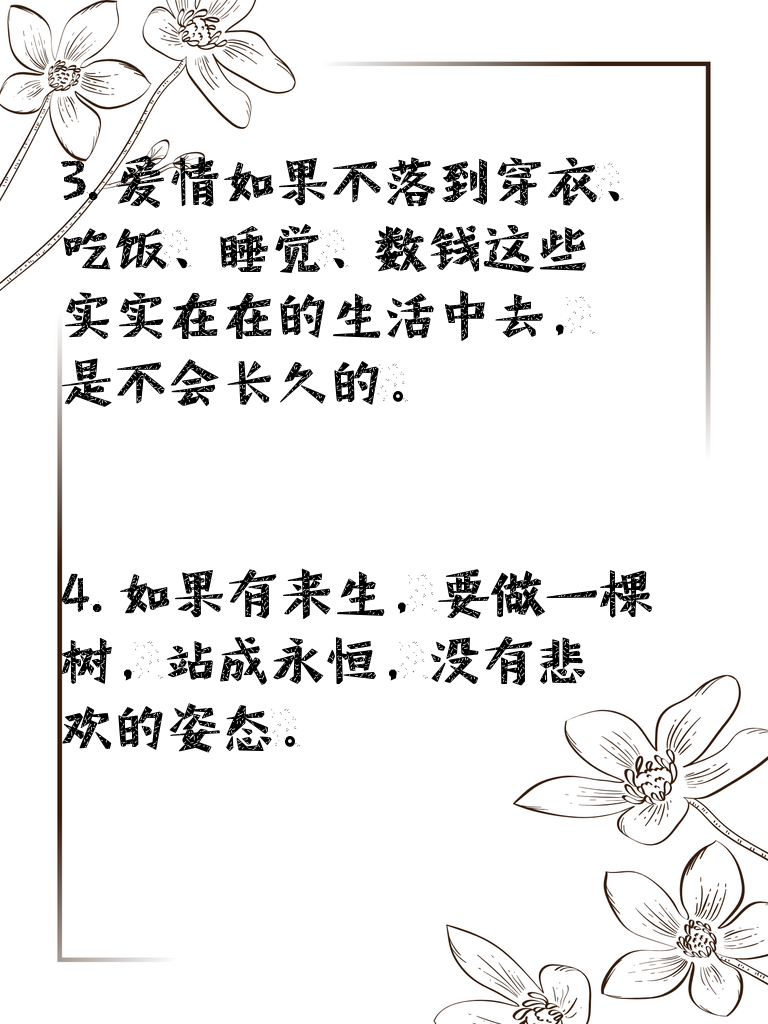 3.爱情如果不落到穿衣、
吃饭、睡觉、数钱这些
实实在在的生活中去，
是不会长久的。
4.如果有来生，要做一棵
树，站成永恒，没有悲
欢的姿态。